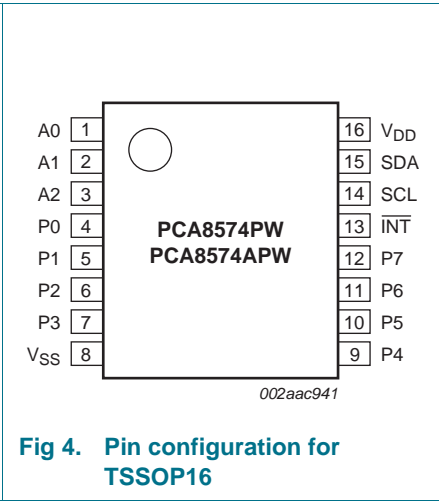 A0 1 16 VDD
A1 2 15 SDA
A2 3 14 SCL
P0 4 13 INT
P1 5 12 P7
P2 6 11 P6
P3 7 10 P5
VSS 8 9 P4
PCA8574PW
PCA8574APW
002aac941
Fig 4. Pin configuration for
TSSOP16